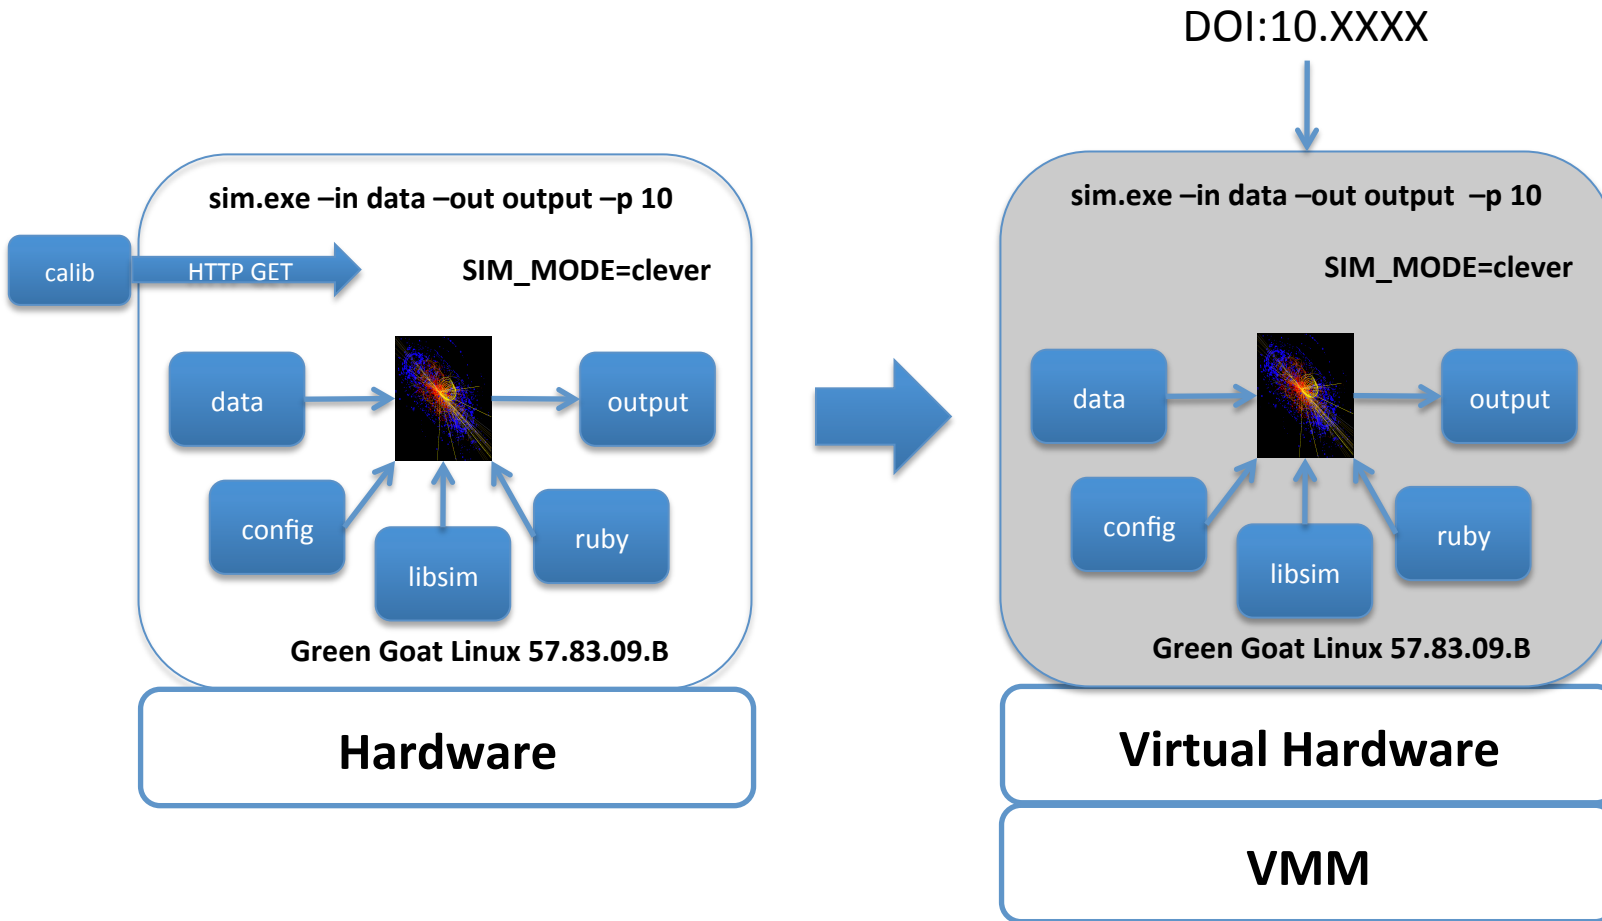 DOI:10.XXXX
sim.exe –in data –out output –p 10
calib
HTTP GET
SIM_MODE=clever
data
output
config
libsim
ruby
Green Goat Linux 57.83.09.B
Hardware
sim.exe –in data –out output –p 10
SIM_MODE=clever
data
output
config
libsim
ruby
Green Goat Linux 57.83.09.B
Virtual Hardware
VMM